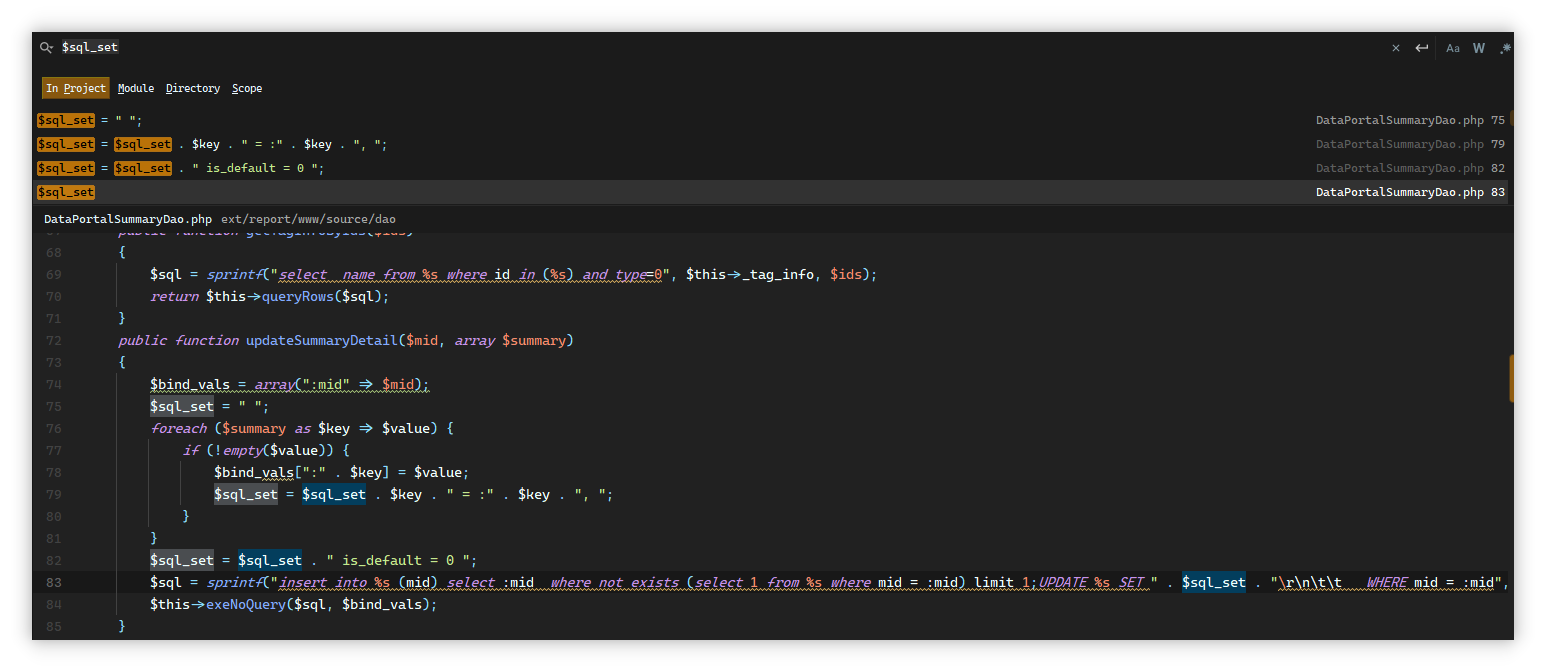 $sql_set
Aa W .*
In Project Module Directory Scope
$sql_set = " "; DataPortalSummaryDao.php 75
$sql_set = $sql_set . $key . " = :" . $key . ", "; DataPortalSummaryDao.php 79
$sql_set = $sql_set . " is_default = 0 "; DataPortalSummaryDao.php 82
$sql_set DataPortalSummaryDao.php 83
DataPortalSummaryDao.php ext/report/www/source/dao
67 public function getTagInfoByIds($ids)
68 {
69 $sql = sprintf("select  name from %s where id in (%s) and type=0", $this->_tag_info, $ids);
70 return $this->queryRows($sql);
71 }
72 public function updateSummaryDetail($mid, array $summary)
73 {
74 $bind_vals = array(":mid" => $mid);
75 $sql_set = " ";
76 foreach ($summary as $key => $value) {
77 if (!empty($value)) {
78 $bind_vals[":" . $key] = $value;
79 $sql_set = $sql_set . $key . " = :" . $key . ", ";
80 }
81 }
82 $sql_set = $sql_set . " is_default = 0 ";
83 $sql = sprintf("insert into %s (mid) select :mid  where not exists (select 1 from %s where mid = :mid) limit 1;UPDATE %s SET " . $sql_set . "\r\n\t\t   WHERE mid = :mid",
84 $this->exeNoQuery($sql, $bind_vals);
85 }